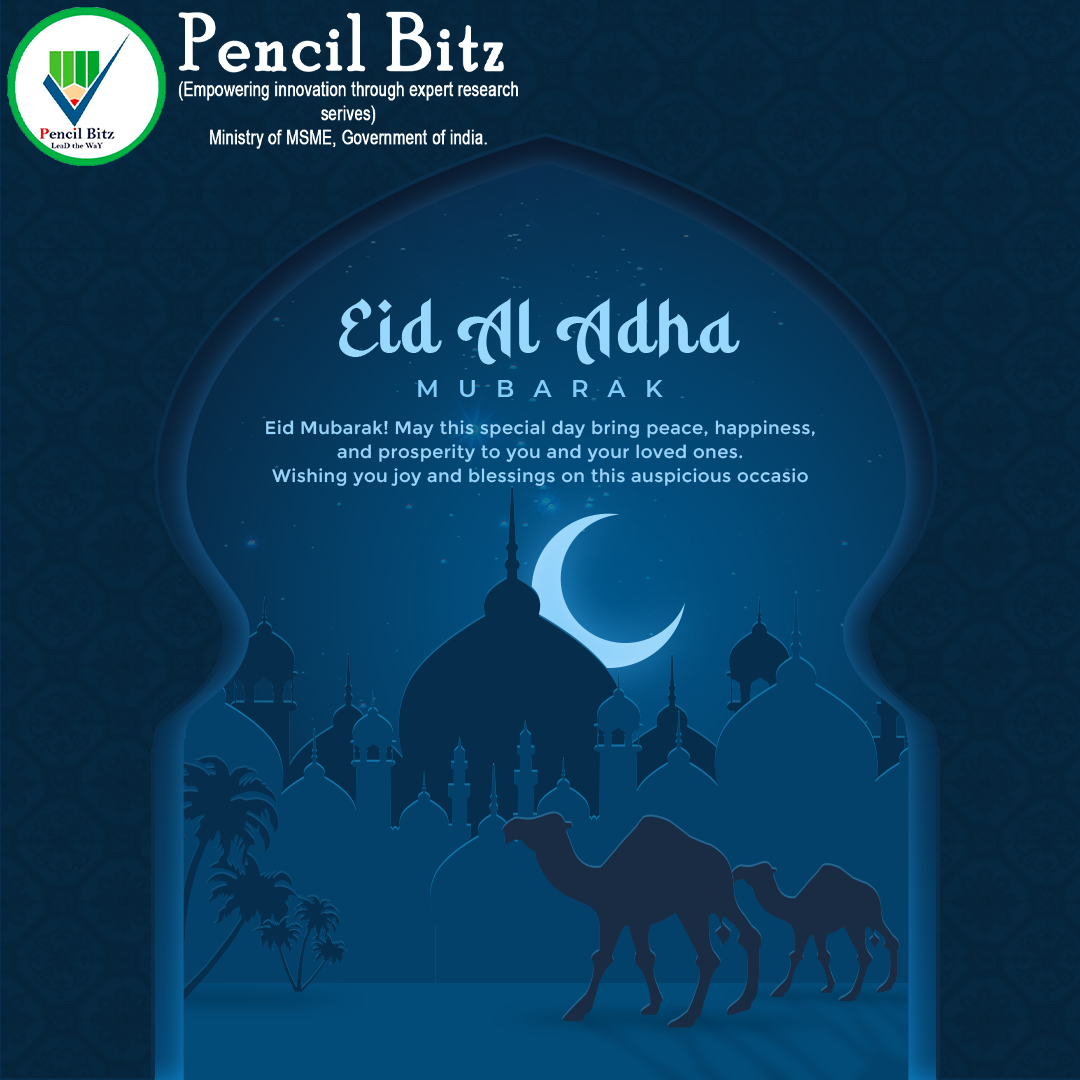 Pencil Bitz
(Empowering innovation through expert research
serives)
Ministry of MSME, Government of india.
Pencil Bitz
LeaD the WaY
Eid Al Adha
MUBARAK
Eid Mubarak! May this special day bring peace, happiness,
and prosperity to you and your loved ones.
Wishing you joy and blessings on this auspicious occasio